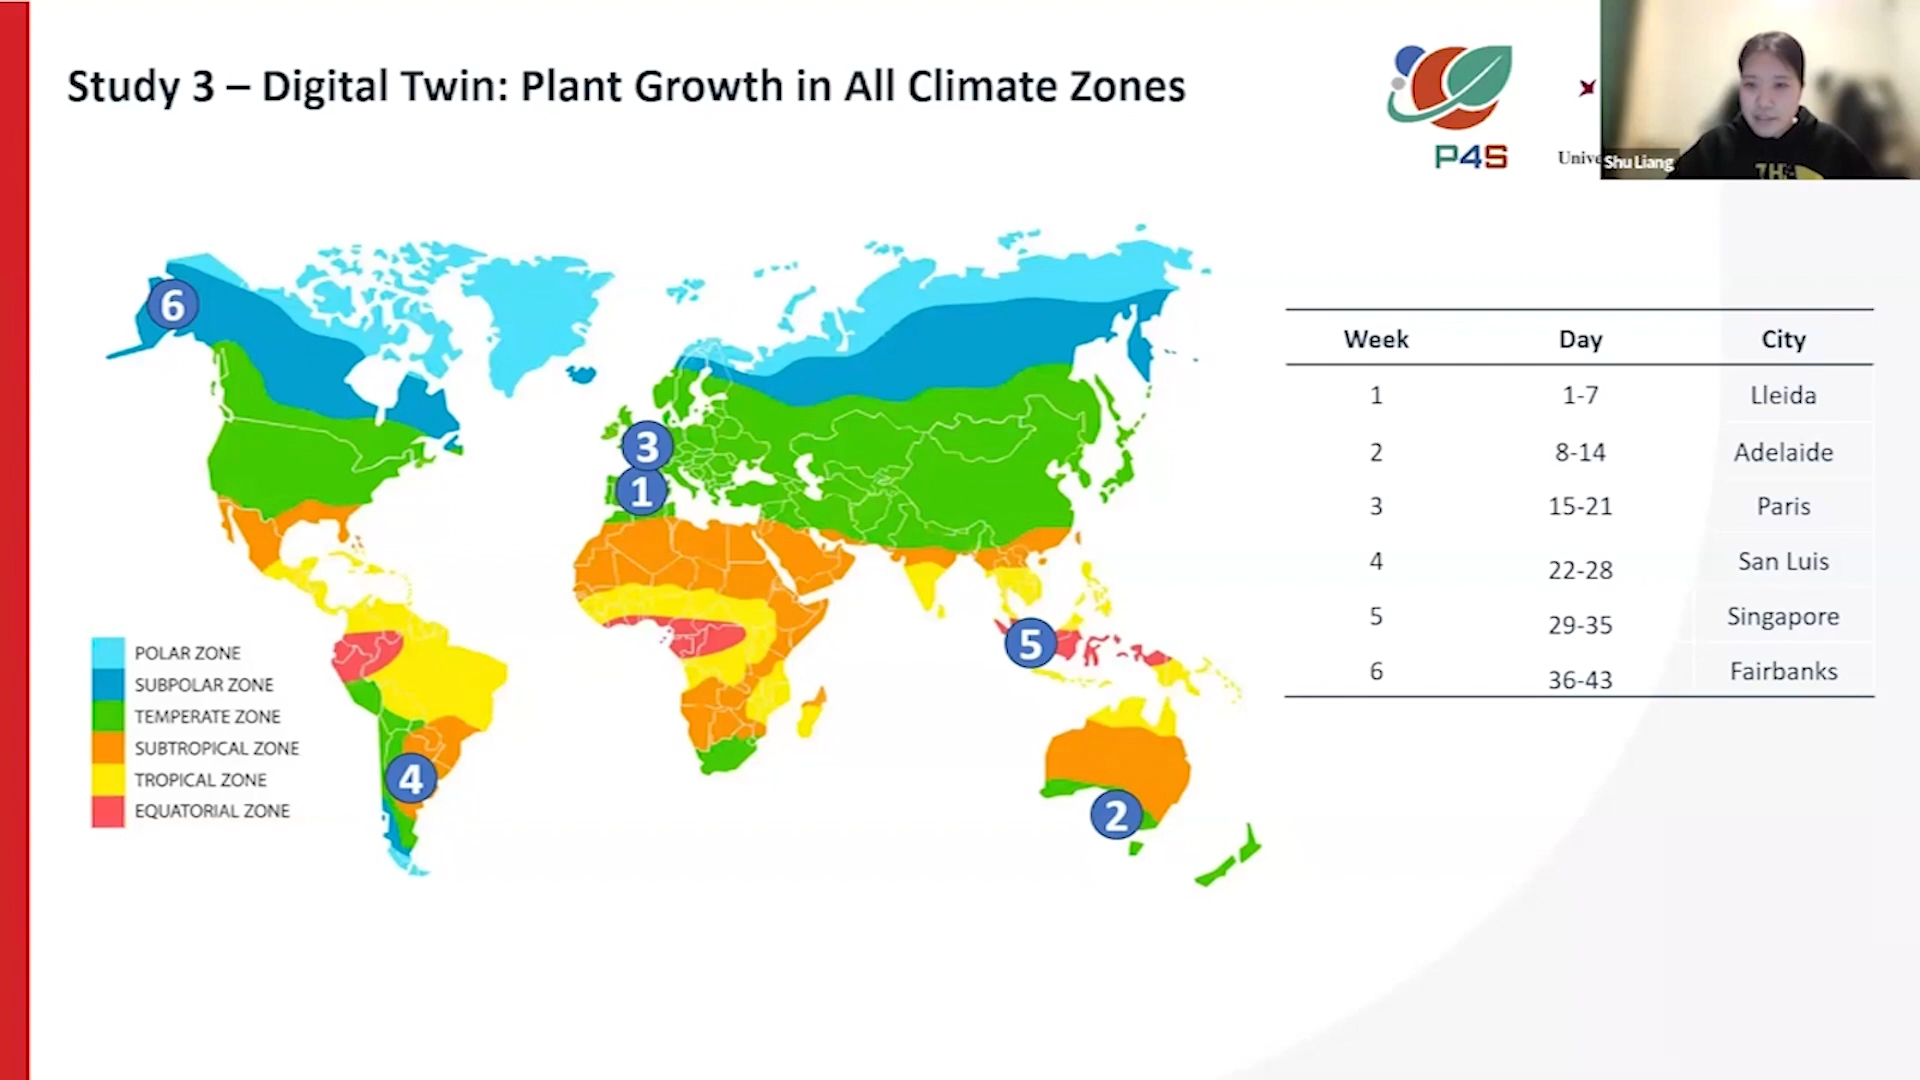 Study 3 – Digital Twin: Plant Growth in All Climate Zones
P4S
Shu Liang
6
3
1
5
4
2
POLAR ZONE
SUBPOLAR ZONE
TEMPERATE ZONE
SUBTROPICAL ZONE
TROPICAL ZONE
EQUATORIAL ZONE
Week Day City
1 1-7 Lleida
2 8-14 Adelaide
3 15-21 Paris
4 22-28 San Luis
5 29-35 Singapore
6 36-43 Fairbanks